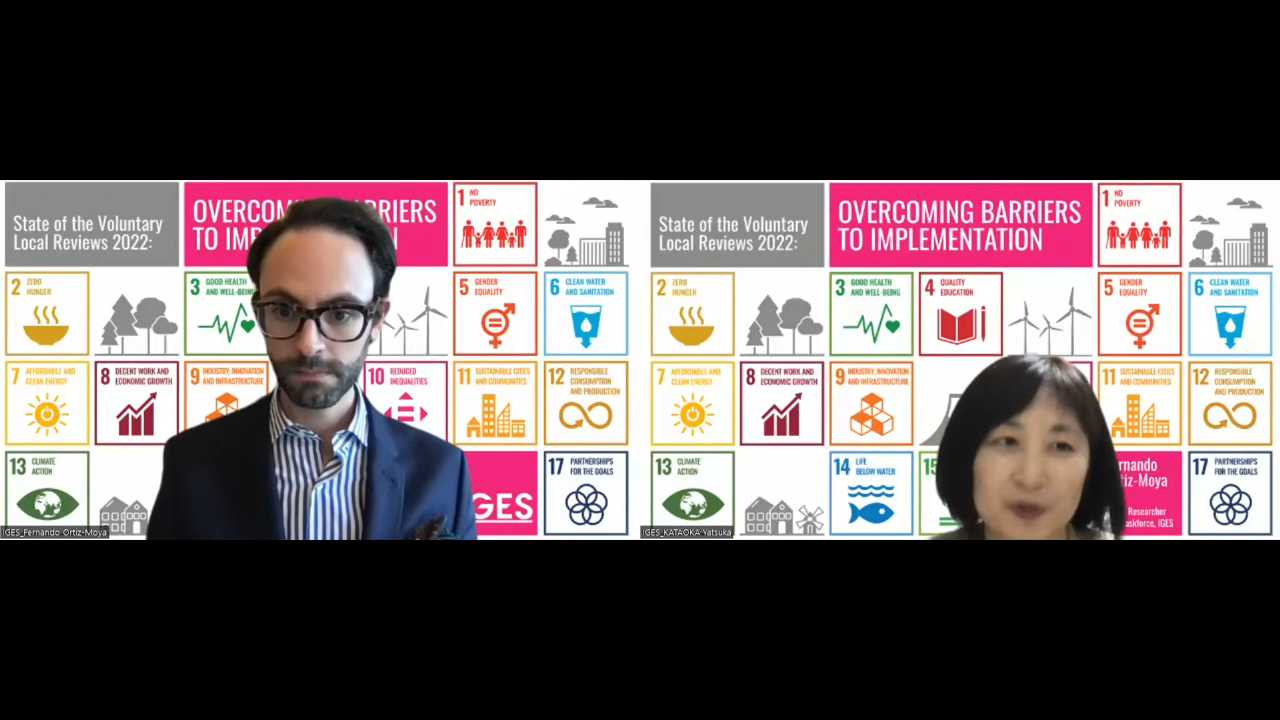 State of the Voluntary
Local Reviews 2022:
OVERCOMI BARRIERS
TO IMP N
1 NO
POVERTY
2 ZERO
HUNGER
3 GOOD HEALTH
AND WELL-BEING
5 GENDER
EQUALITY
6 CLEAN WATER
AND SANITATION
7 AFFORDABLE AND
CLEAN ENERGY
8 DECENT WORK AND
ECONOMIC GROWTH
9 INDUSTRY, INNOVATION
AND INFRASTRUCTURE
10 REDUCED
INEQUALITIES
11 SUSTAINABLE CITIES
AND COMMUNITIES
12 RESPONSIBLE
CONSUMPTION
AND PRODUCTION
13 CLIMATE
ACTION
IGES
17 PARTNERSHIPS
FOR THE GOALS
IGES_Fernando Ortiz-Moya
State of the Voluntary
Local Reviews 2022:
OVERCOMING BARRIERS
TO IMPLEMENTATION
1 NO
POVERTY
2 ZERO
HUNGER
3 GOOD HEALTH
AND WELL-BEING
4 QUALITY
EDUCATION
5 GENDER
EQUALITY
6 CLEAN WATER
AND SANITATION
7 AFFORDABLE AND
CLEAN ENERGY
8 DECENT WORK AND
ECONOMIC GROWTH
9 INDUSTRY, INNOVATION
AND INFRASTRUCTURE
11 SUSTAINABLE CITIES
AND COMMUNITIES
12 RESPONSIBLE
CONSUMPTION
AND PRODUCTION
13 CLIMATE
ACTION
14 LIFE
BELOW WATER
15
rnando
rtiz-Moya
Researcher
askforce, IGES
17 PARTNERSHIPS
FOR THE GOALS
IGES_KATAOKA Yatsuka